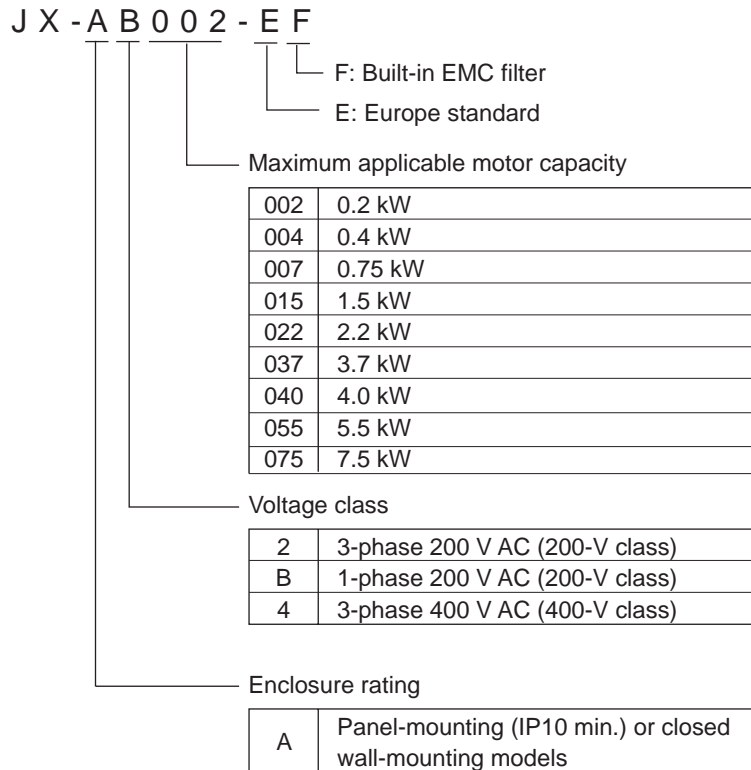 JX-AB002-EF
F: Built-in EMC filter
E: Europe standard
Maximum applicable motor capacity
002 0.2 kW
004 0.4 kW
007 0.75 kW
015 1.5 kW
022 2.2 kW
037 3.7 kW
040 4.0 kW
055 5.5 kW
075 7.5 kW
Voltage class
2 3-phase 200 V AC (200-V class)
B 1-phase 200 V AC (200-V class)
4 3-phase 400 V AC (400-V class)
Enclosure rating
A Panel-mounting (IP10 min.) or closed
wall-mounting models